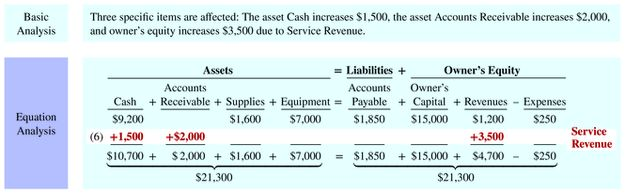 Basic
Analysis
Three specific items are affected: The asset Cash increases $1,500, the asset Accounts Receivable increases $2,000,
and owner's equity increases $3,500 due to Service Revenue.
Equation
Analysis
Assets = Liabilities + Owner's Equity
Accounts Accounts Owner's
Cash + Receivable + Supplies + Equipment = Payable + Capital + Revenues – Expenses
$9,200 $1,600 $7,000 $1,850 $15,000 $1,200 $250
(6) +1,500 +$2,000 +3,500 Service
Revenue
$10,700 + $2,000 + $1,600 + $7,000 = $1,850 + $15,000 + $4,700 – $250
$21,300 $21,300